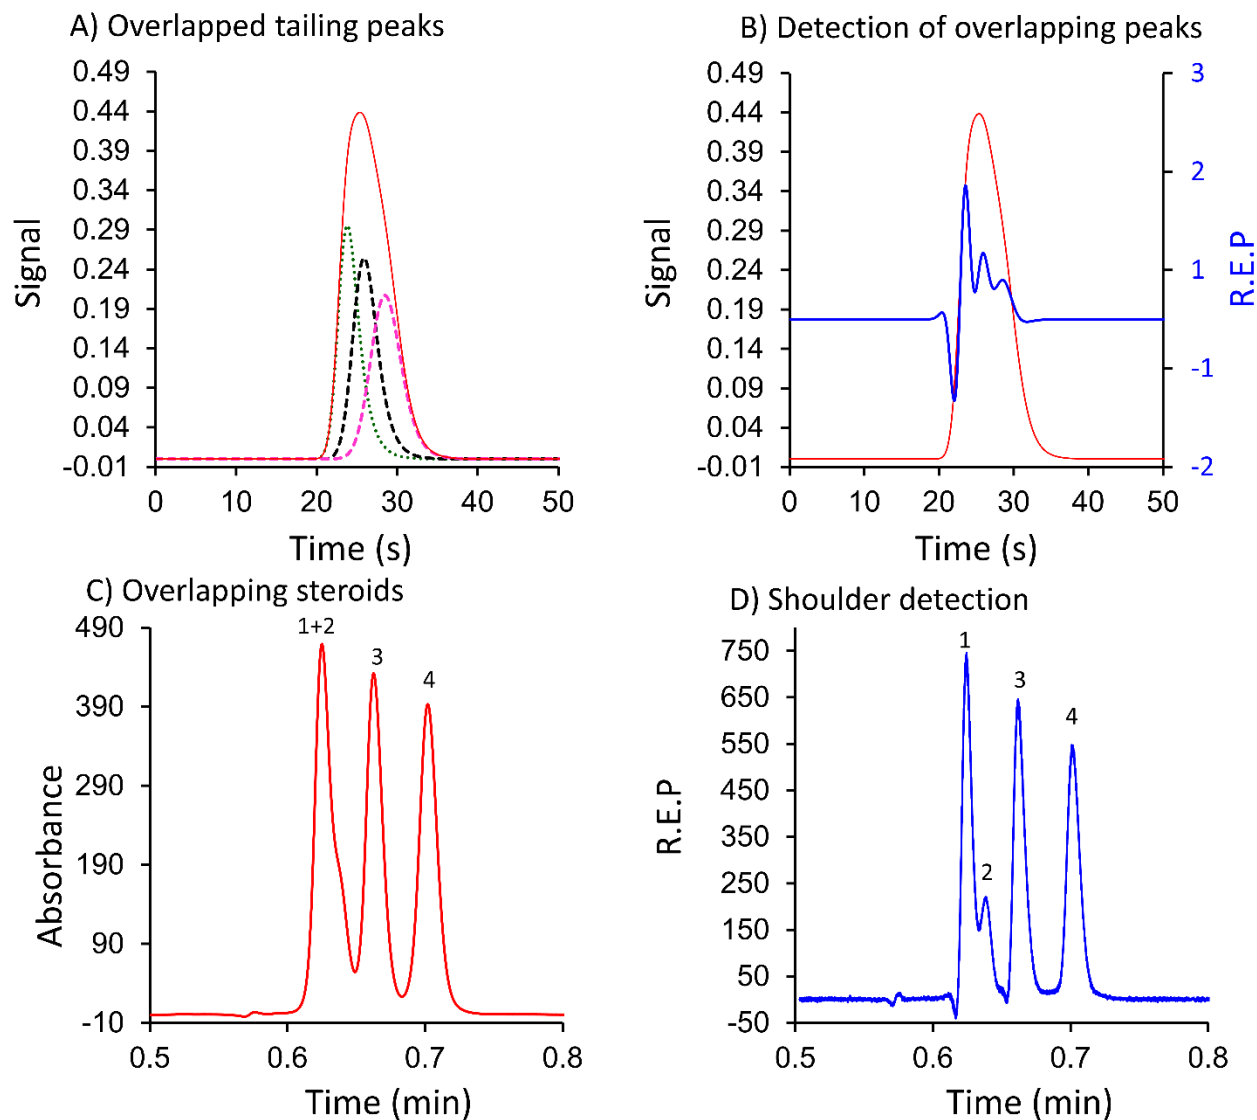 A) Overlapped tailing peaks
0.49
0.44
0.39
0.34
0.29
0.24
0.19
0.14
0.09
0.04
-0.01
Signal
0 10 20 30 40 50
Time (s)
B) Detection of overlapping peaks
0.49
0.44
0.39
0.34
0.29
0.24
0.19
0.14
0.09
0.04
-0.01
Signal
3
2
1
-1
-2
R.E.P
0 10 20 30 40 50
Time (s)
C) Overlapping steroids
490
390
290
190
90
-10
Absorbance
1+2
3
4
0.5 0.6 0.7 0.8
Time (min)
D) Shoulder detection
750
650
550
450
350
250
150
50
-50
R.E.P
1
2
3
4
0.5 0.6 0.7 0.8
Time (min)